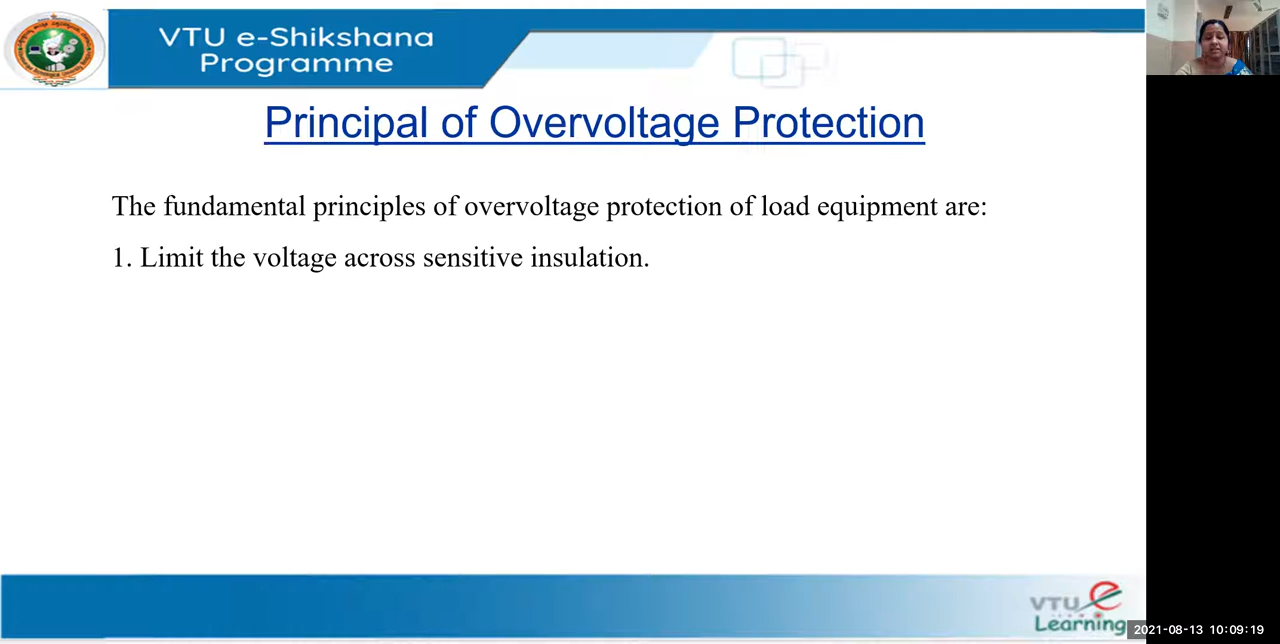 VTU e-Shikshana
Programme
Principal of Overvoltage Protection
The fundamental principles of overvoltage protection of load equipment are:
1. Limit the voltage across sensitive insulation.
VTU e
Learning
2021-08-13 10:09:19